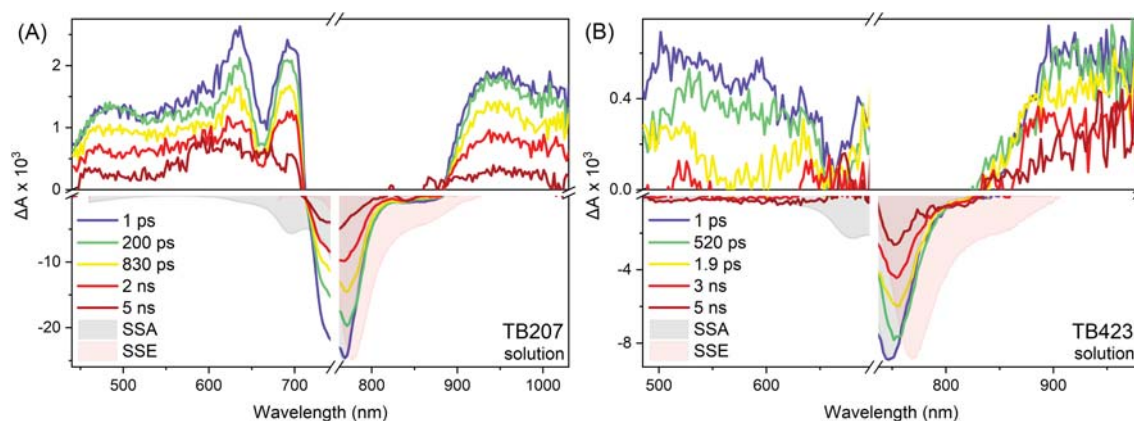 (A)
ΔA x 10³
2
1
0
-10
-20
1 ps
200 ps
830 ps
2 ns
5 ns
SSA
SSE
TB207
solution
500 600 700 800 900 1000
Wavelength (nm)
(B)
ΔA x 10³
0.4
0.0
-4
-8
1 ps
520 ps
1.9 ps
3 ns
5 ns
SSA
SSE
TB423
solution
500 600 800 900
Wavelength (nm)